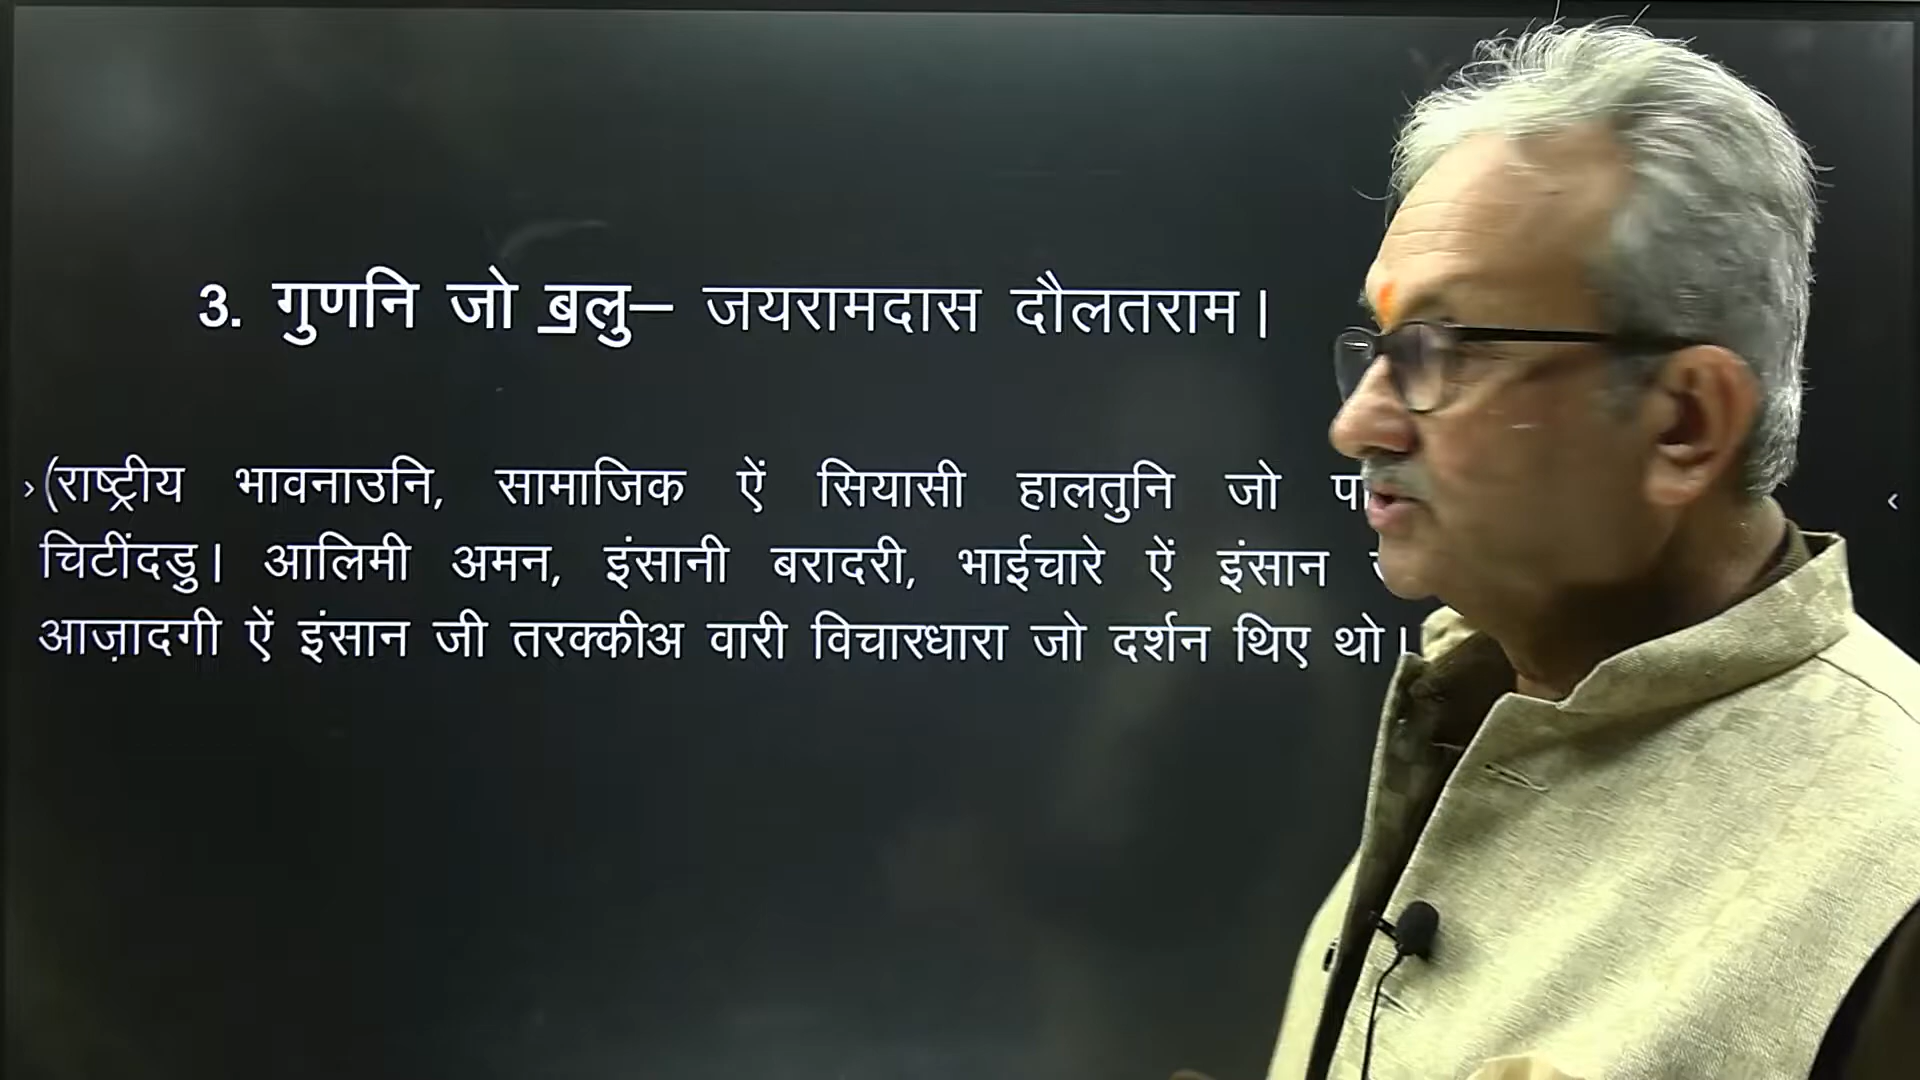 3. गुणनि जो ॿलु– जयरामदास दौलतराम।
(राष्ट्रीय भावनाउनि, सामाजिक ऐं सियासी हालतुनि जो
चिटींदड़ु। आलिमी अमन, इंसानी बरादरी, भाईचारे ऐं इंसान
आज़ादगी ऐं इंसान जी तरक्कीअ वारी विचारधारा जो दर्शन थिए थो।